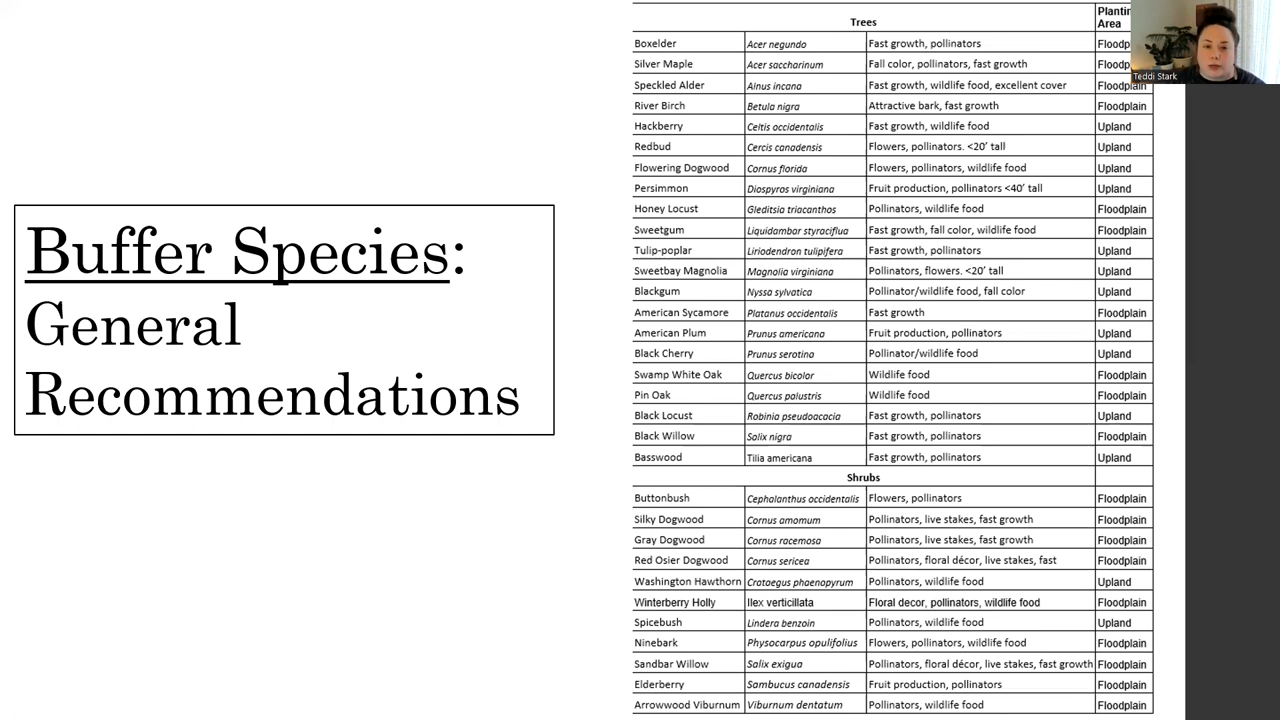 Buffer Species:
General
Recommendations
Trees Area
Boxelder Acer negundo Fast growth, pollinators
Silver Maple Acer saccharinum Fall color, pollinators, fast growth
Speckled Alder Alnus incana Fast growth, wildlife food, excellent cover Floodplain
River Birch Betula nigra Attractive bark, fast growth Floodplain
Hackberry Celtis occidentalis Fast growth, wildlife food Upland
Redbud Cercis canadensis Flowers, pollinators. <20’ tall Upland
Flowering Dogwood Cornus florida Flowers, pollinators, wildlife food Upland
Persimmon Diospyros virginiana Fruit production, pollinators <40’ tall Upland
Honey Locust Gleditsia triacanthos Pollinators, wildlife food Floodplain
Sweetgum Liquidambar styraciflua Fast growth, fall color, wildlife food Floodplain
Tulip-poplar Liriodendron tulipifera Fast growth, pollinators Upland
Sweetbay Magnolia Magnolia virginiana Pollinators, flowers. <20’ tall Upland
Blackgum Nyssa sylvatica Pollinator/wildlife food, fall color Upland
American Sycamore Platanus occidentalis Fast growth Floodplain
American Plum Prunus americana Fruit production, pollinators Upland
Black Cherry Prunus serotina Pollinator/wildlife food Upland
Swamp White Oak Quercus bicolor Wildlife food Floodplain
Pin Oak Quercus palustris Wildlife food Floodplain
Black Locust Robinia pseudoacacia Fast growth, pollinators Upland
Black Willow Salix nigra Fast growth, pollinators Floodplain
Basswood Tilia americana Fast growth, pollinators Upland
Shrubs
Buttonbush Cephalanthus occidentalis Flowers, pollinators Floodplain
Silky Dogwood Cornus amomum Pollinators, live stakes, fast growth Floodplain
Gray Dogwood Cornus racemosa Pollinators, live stakes, fast growth Floodplain
Red Osier Dogwood Cornus sericea Pollinators, floral décor, live stakes, fast Floodplain
Washington Hawthorn Crataegus phaenopyrum Pollinators, wildlife food Upland
Winterberry Holly Ilex verticillata Floral decor, pollinators, wildlife food Floodplain
Spicebush Lindera benzoin Pollinators, wildlife food Upland
Ninebark Physocarpus opulifolius Flowers, pollinators, wildlife food Floodplain
Sandbar Willow Salix exigua Pollinators, floral décor, live stakes, fast growth Floodplain
Elderberry Sambucus canadensis Fruit production, pollinators Floodplain
Arrowwood Viburnum Viburnum dentatum Pollinators, wildlife food Floodplain
Teddi Stark